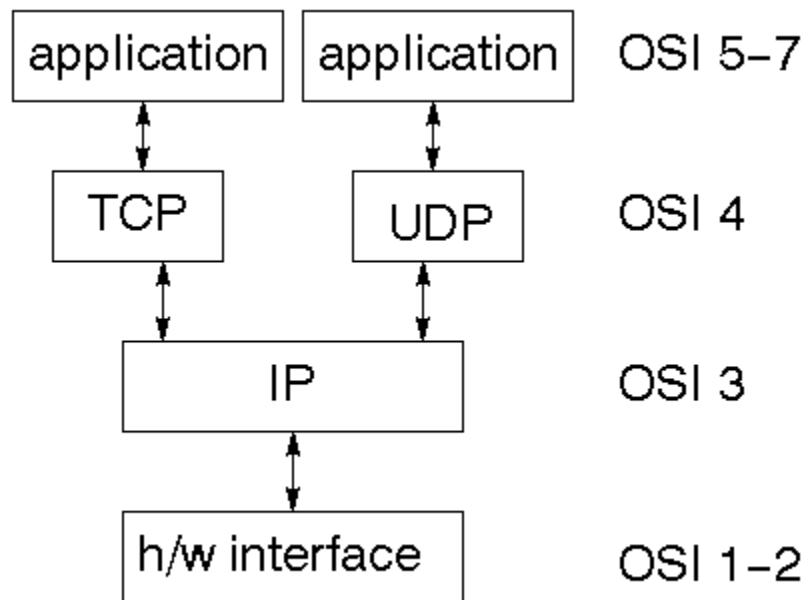 application application OSI 5-7
TCP UDP OSI 4
IP OSI 3
h/w interface OSI 1-2